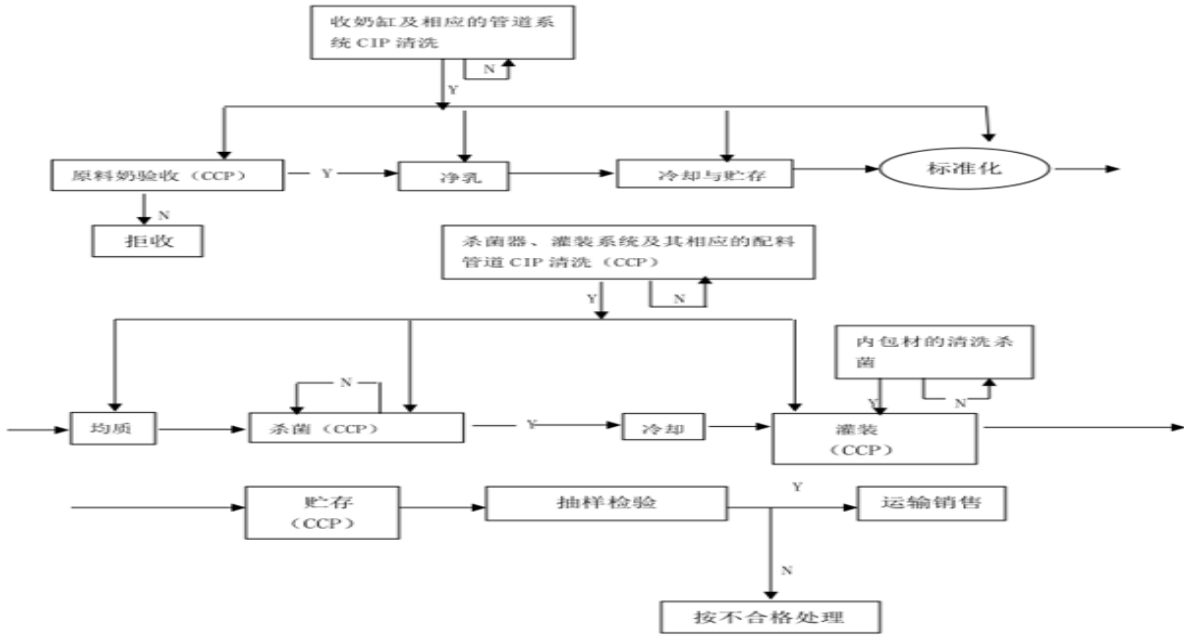 收奶缸及相应的管道系
统 CIP 清洗
N
Y
原料奶验收（CCP）
Y
净乳
冷却与贮存
标准化
N
拒收
杀菌器、灌装系统及其相应的配料
管道 CIP 清洗（CCP）
Y
N
内包材的清洗杀
菌
Y
N
均质
N
杀菌（CCP）
Y
冷却
灌装
（CCP）
贮存
（CCP）
抽样检验
Y
运输销售
N
按不合格处理